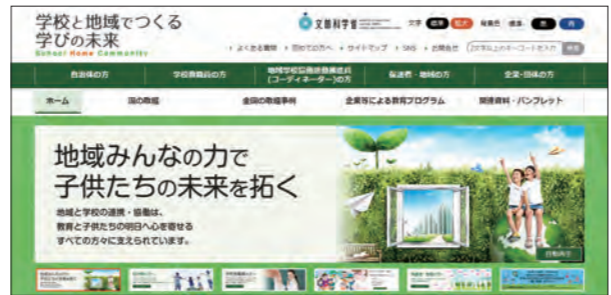 学校と地域でつくる
学びの未来
School Home Community
文部科学省
文字 標準 拡大 背景色 標準
よくある質問 初めての方へ サイトマップ SNS お問合せ
自治体の方
学校教職員の方
地域学校協働活動推進員
(コーディネーター)の方
保護者・地域の方
企業・団体の方
ホーム
国の取組
全国の取組事例
企業等による教育プログラム
関連資料・パンフレット
地域みんなの力で
子供たちの未来を拓く
地域と学校の連携・協働は、
教育と子供たちの明日へ心を寄せる
すべての方々に支えられています。
自動再生